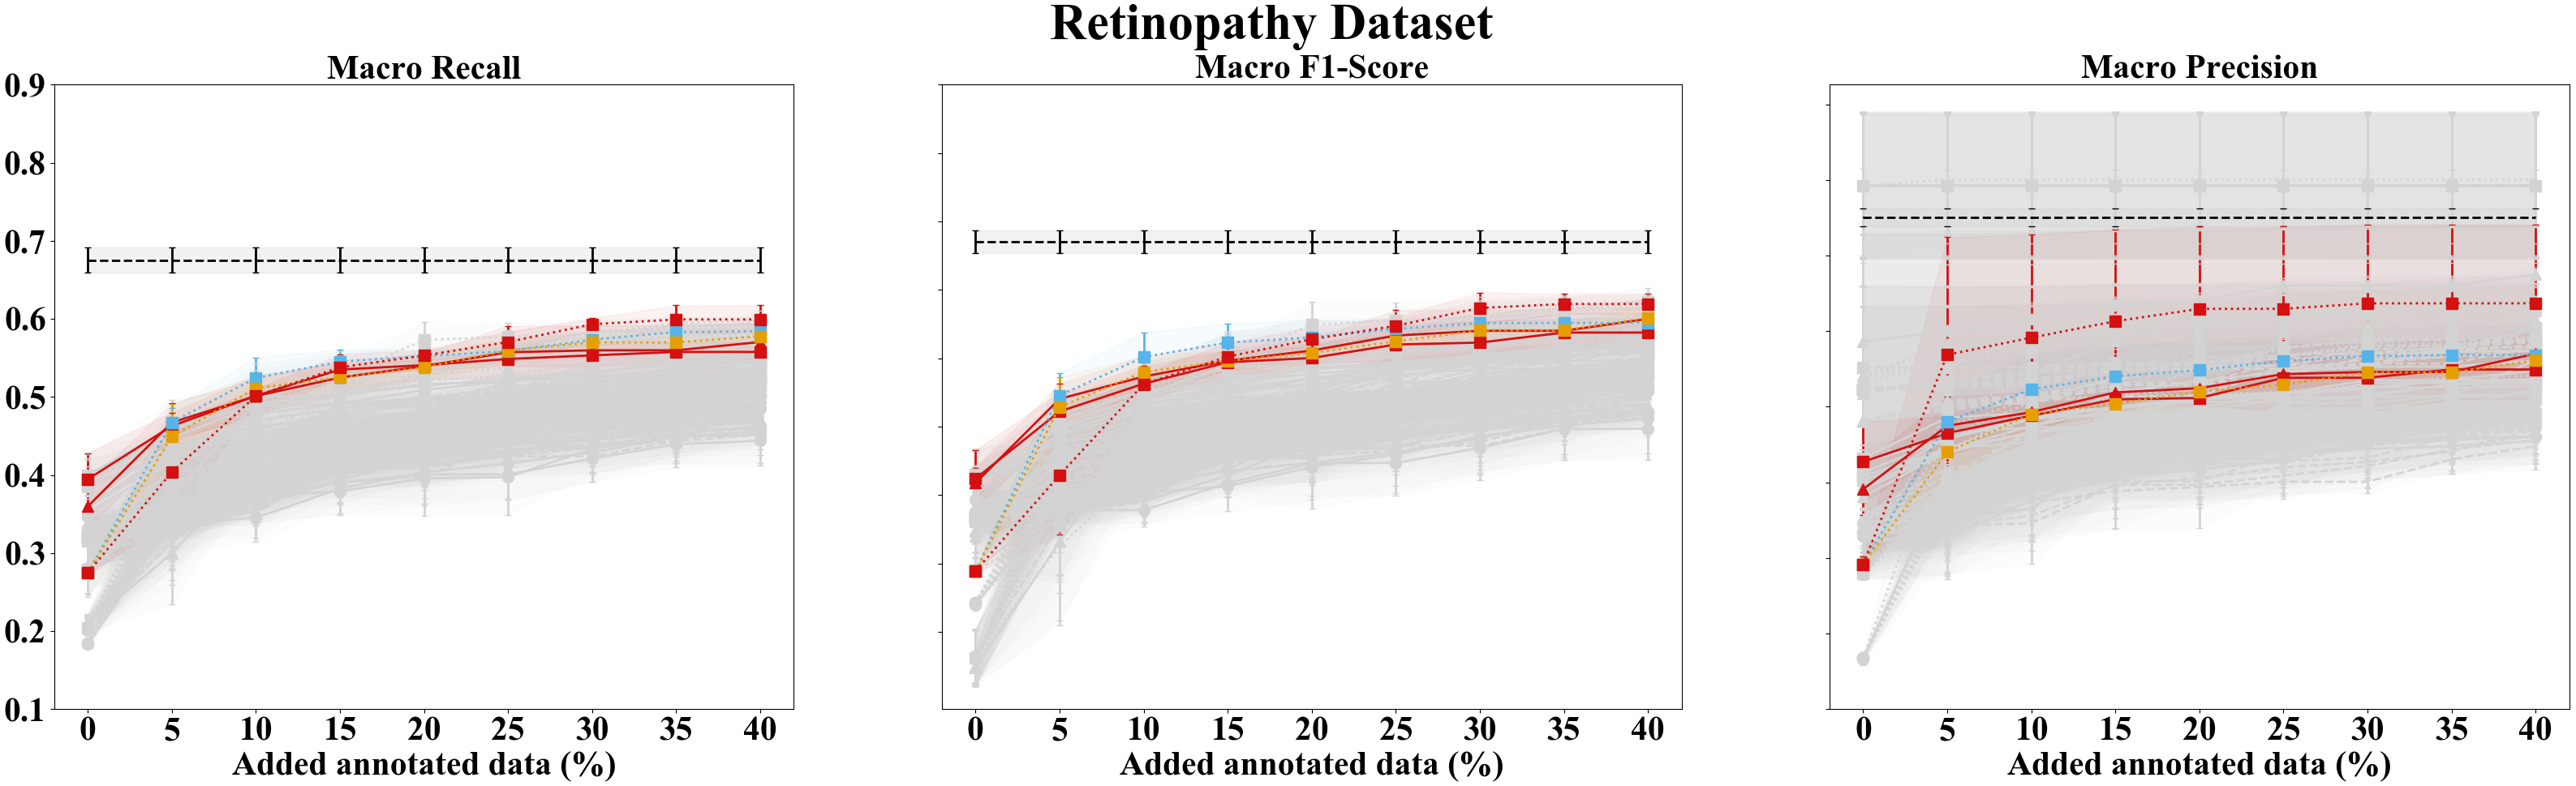 Retinopathy Dataset
Macro Recall
Macro F1-Score
Macro Precision
0.9
0.8
0.7
0.6
0.5
0.4
0.3
0.2
0.1
0 5 10 15 20 25 30 35 40
0 5 10 15 20 25 30 35 40
0 5 10 15 20 25 30 35 40
Added annotated data (%)
Added annotated data (%)
Added annotated data (%)